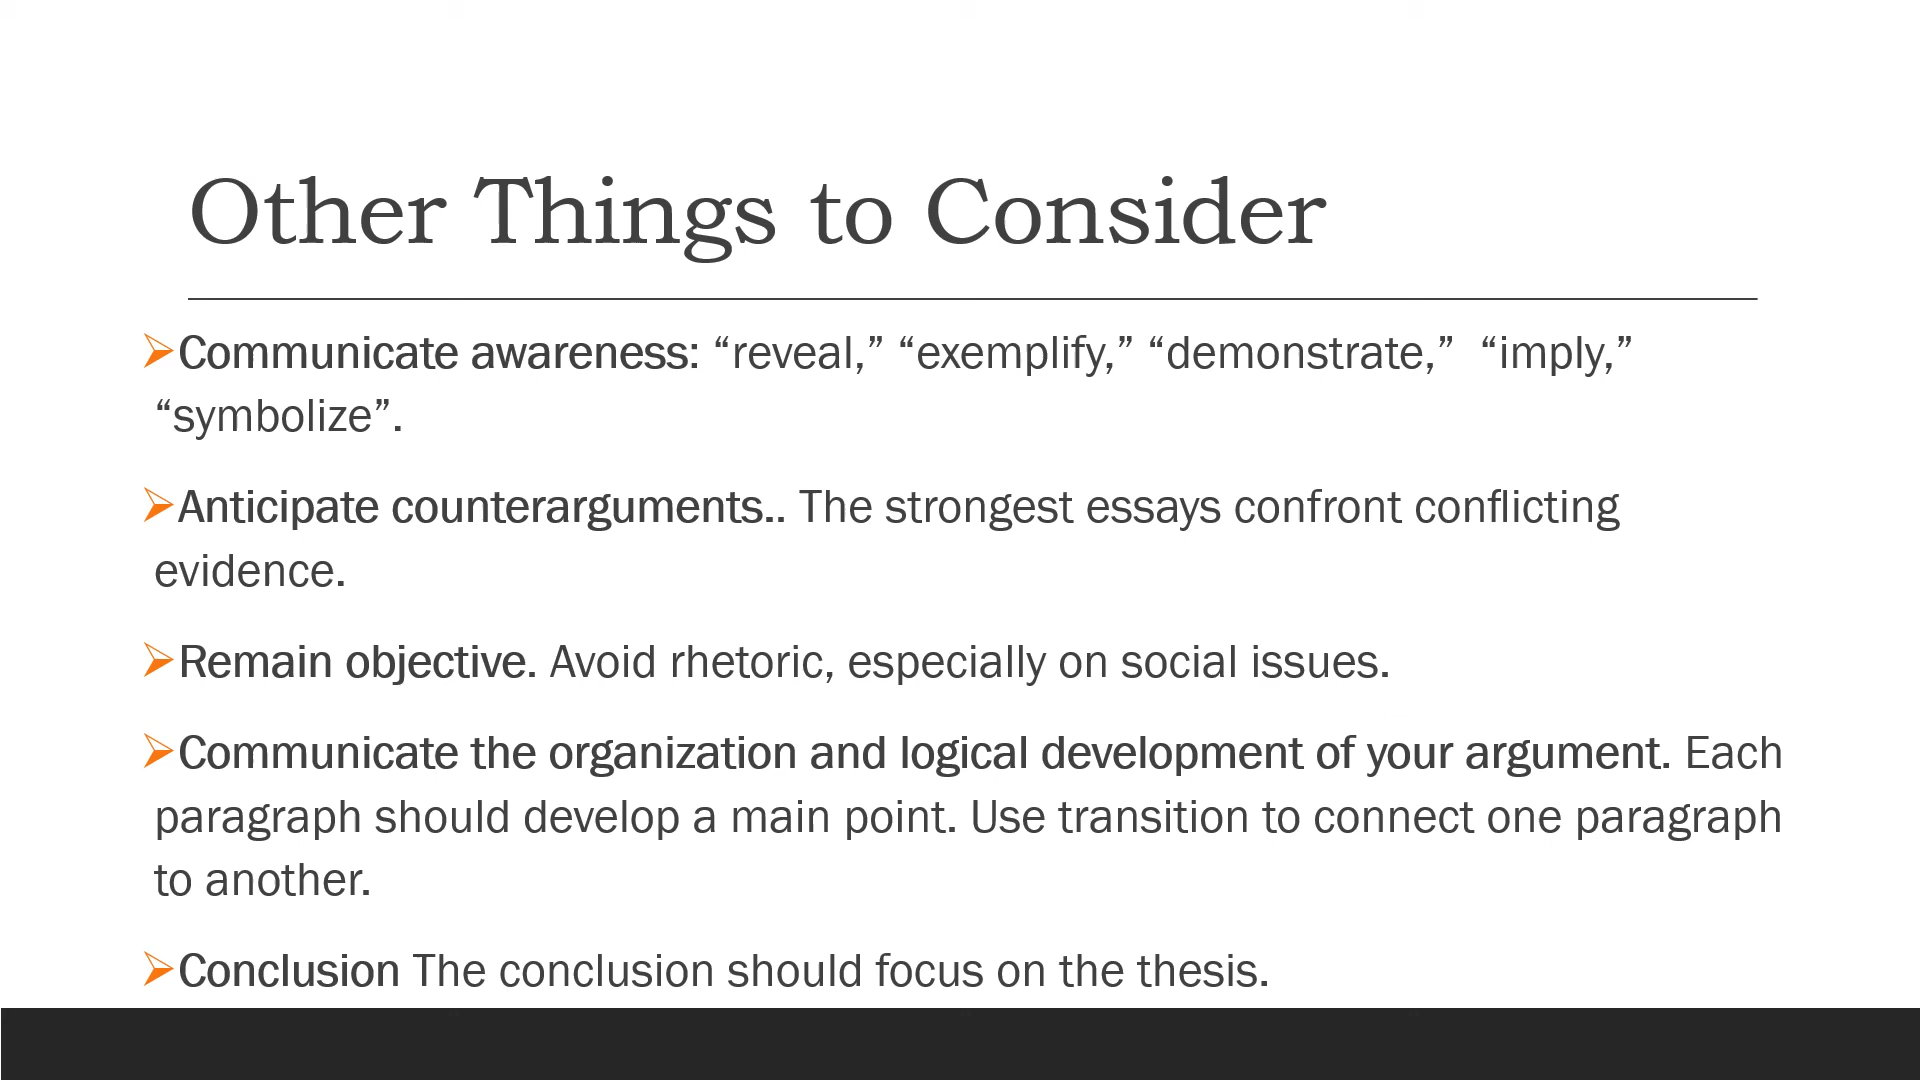 Other Things to Consider
➢Communicate awareness: “reveal,” “exemplify,” “demonstrate,”  “imply,”
“symbolize”.
➢Anticipate counterarguments.. The strongest essays confront conflicting
evidence.
➢Remain objective. Avoid rhetoric, especially on social issues.
➢Communicate the organization and logical development of your argument. Each
paragraph should develop a main point. Use transition to connect one paragraph
to another.
➢Conclusion The conclusion should focus on the thesis.